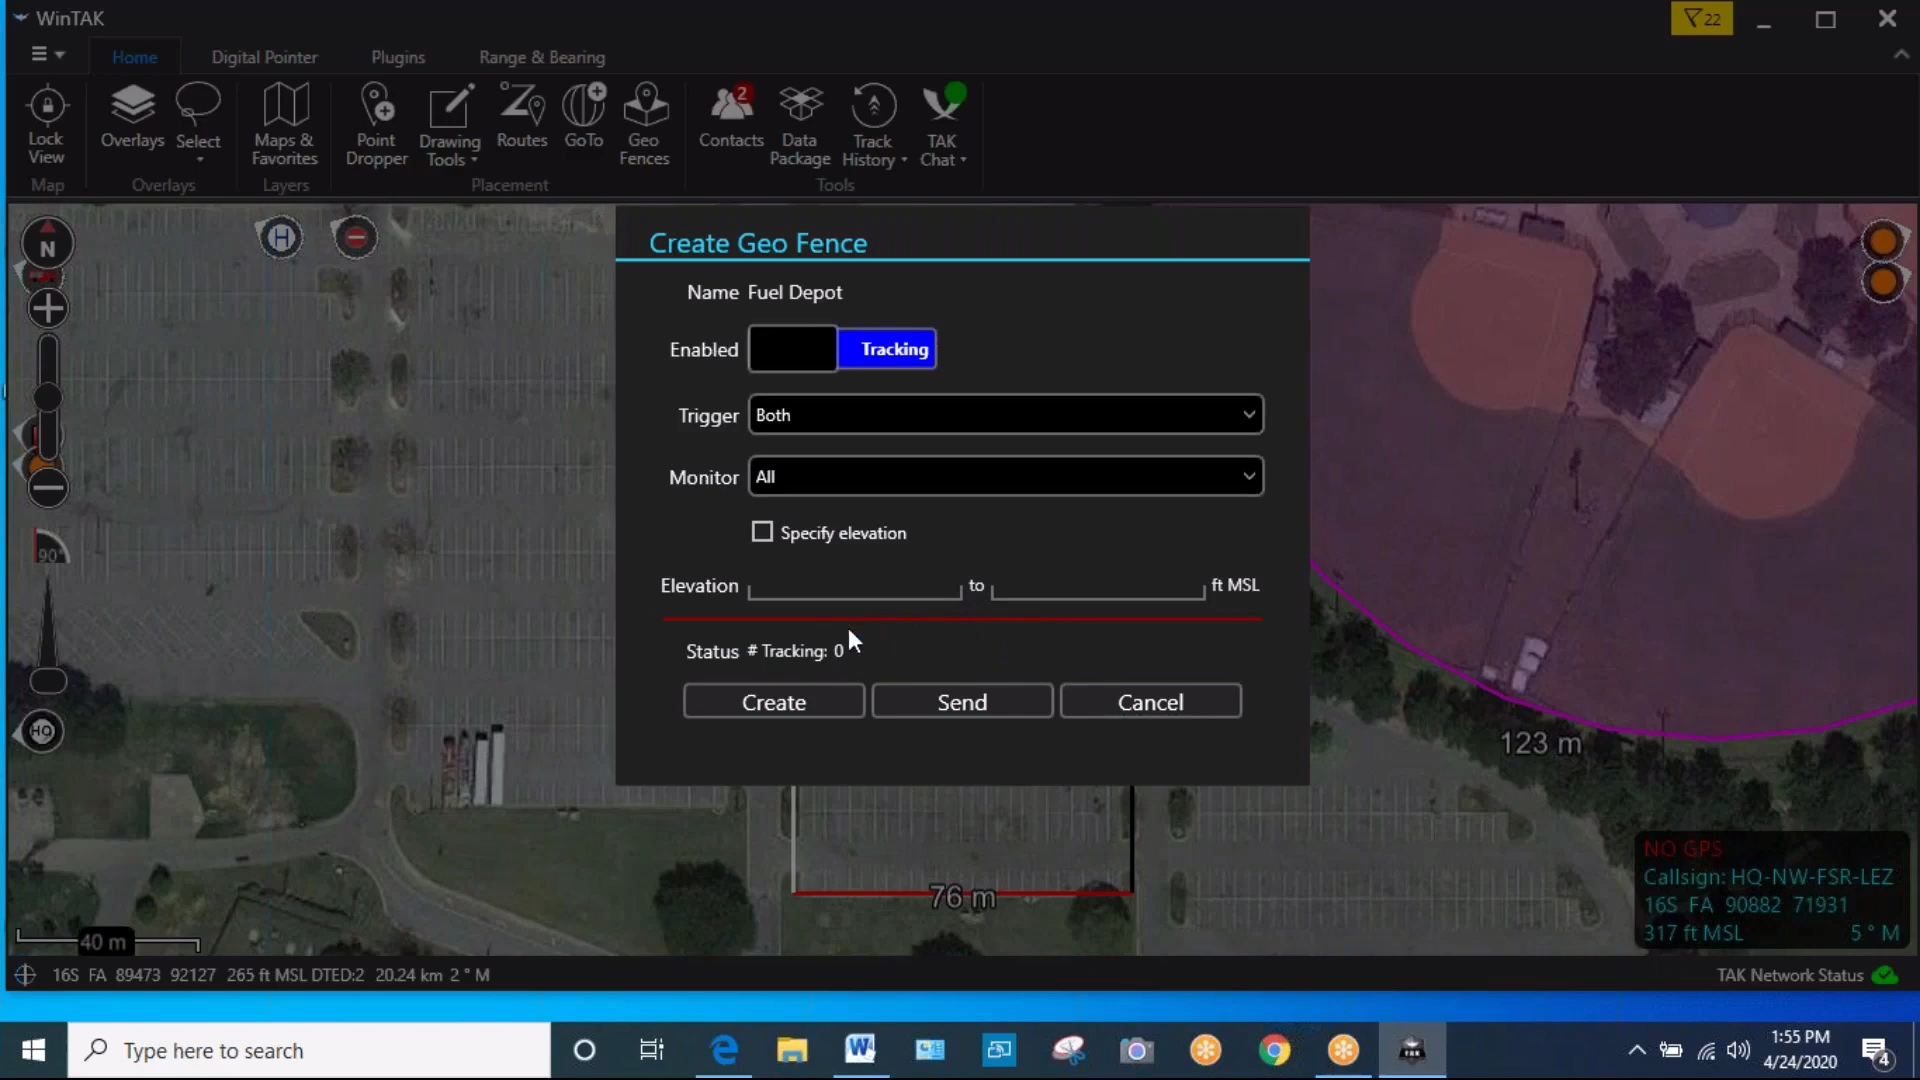 WinTAK
22
Home Digital Pointer Plugins Range & Bearing
Lock View
Overlays
Select
Maps & Favorites
Point Dropper
Drawing Tools
Routes
GoTo
Geo Fences
2
Contacts
Data Package
Track History
TAK Chat
Map Overlays Layers Placement Tools
N
H
Create Geo Fence
Name Fuel Depot
Enabled Tracking
Trigger Both
Monitor All
Specify elevation
Elevation to ft MSL
Status # Tracking: 0
Create Send Cancel
90°
HQ
123 m
76 m
40 m
NO GPS
Callsign: HQ-NW-FSR-LEZ
16S FA 90882 71931
317 ft MSL 5 ° M
16S FA 89473 92127 265 ft MSL DTED:2 20.24 km 2 ° M
TAK Network Status
Type here to search
W
TAK
1:55 PM
4/24/2020
4